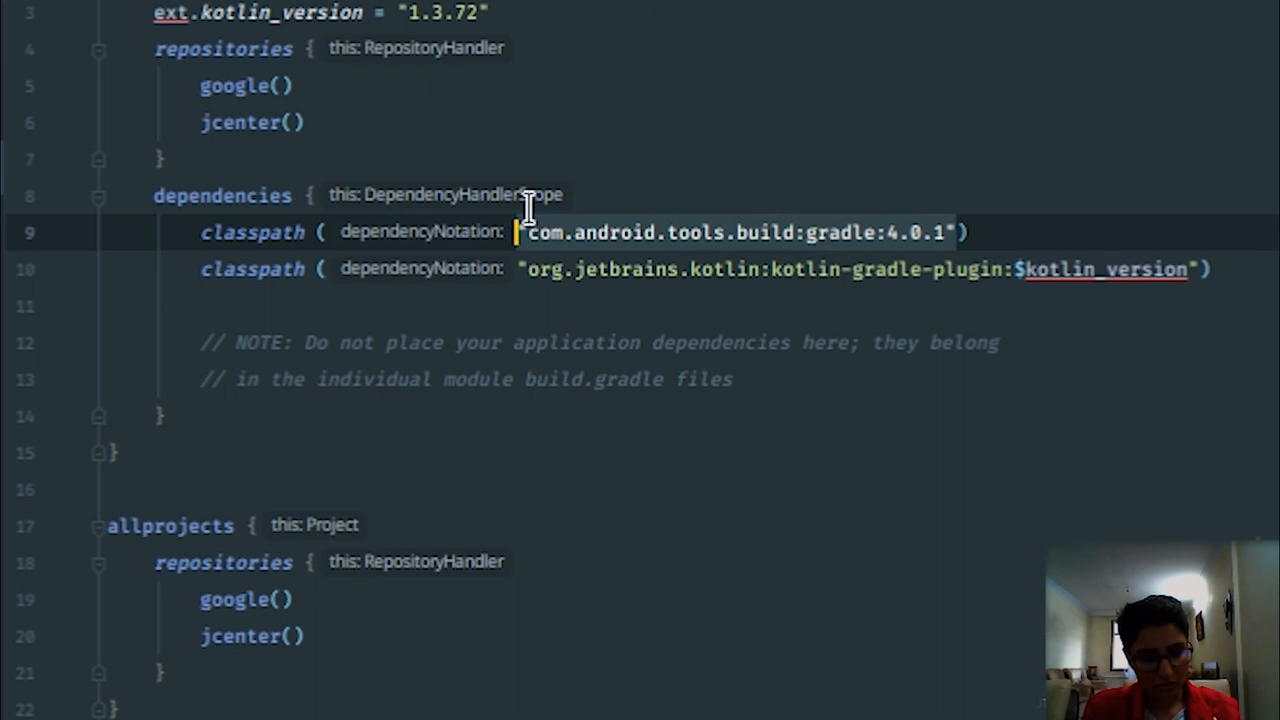 3 ext.kotlin_version = "1.3.72"
4 repositories { this: RepositoryHandler
5 google()
6 jcenter()
7 }
8 dependencies { this: DependencyHandlerScope
9 classpath ( dependencyNotation: "com.android.tools.build:gradle:4.0.1")
10 classpath ( dependencyNotation: "org.jetbrains.kotlin:kotlin-gradle-plugin:$kotlin_version")
11
12 // NOTE: Do not place your application dependencies here; they belong
13 // in the individual module build.gradle files
14 }
15 }
16
17 allprojects { this: Project
18 repositories { this: RepositoryHandler
19 google()
20 jcenter()
21 }
22 }